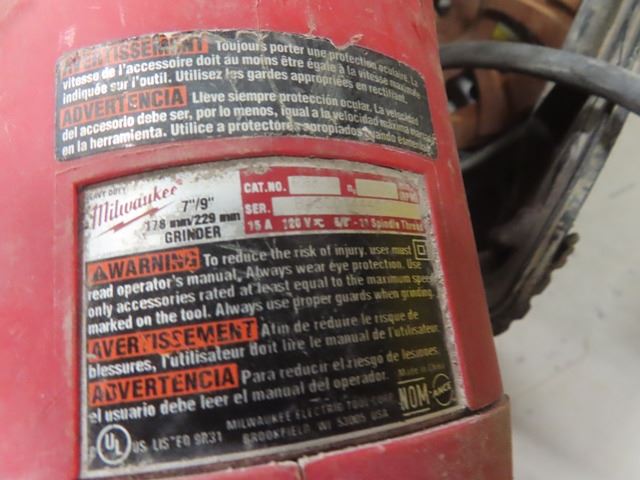 AVERTISSEMENT Toujours porter une protection oculaire. La
vitesse de l'accessoire doit au moins être égale à la vitesse maximale
indiquée sur l'outil. Utilisez les gardes appropriées en rectifiant.
ADVERTENCIA Lleve siempre protección ocular. La velocidad
del accesorio debe ser, por lo menos, igual a la velocidad máxima
en la herramienta. Utilice a protectores apropiados cuando
HEAVY DUTY
Milwaukee
7"/9"
178 mm/229 mm
GRINDER
CAT.NO.
RPM
SER.
15 A 120 V 5/8"-11 Spindle Thread
WARNING To reduce the risk of injury, user must
read operator's manual, Always wear eye protection. Use
only accessories rated at least equal to the maximum speed
marked on the tool. Always use proper guards when grinding.
AVERTISSEMENT Afin de réduire le risque de
blessures, l'utilisateur doit lire le manuel de l'utilisateur.
ADVERTENCIA Para reducir el riesgo de lesiones,
el usuario debe leer el manual del operador.
Made in China
NOM-ANCE
UL US LISTED 9R31
MILWAUKEE ELECTRIC TOOL CORP.
BROOKFIELD, WI 53005 USA